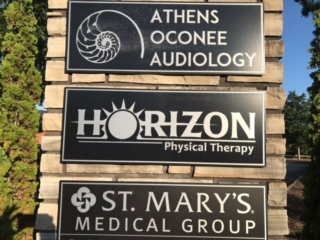 ATHENS
OCONEE
AUDIOLOGY
HORIZON
Physical Therapy
ST. MARY'S
MEDICAL GROUP